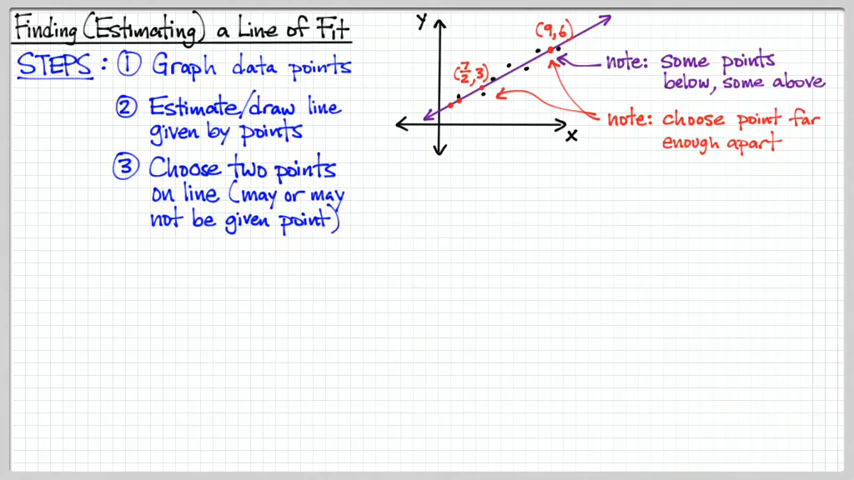 Finding (Estimating) a Line of Fit
STEPS: ① Graph data points
② Estimate/draw line
given by points
③ Choose two points
on line (may or may
not be given point)
Y
(9,6)
(7/2,3)
X
note: Some points
below, some above
note: choose point far
enough apart